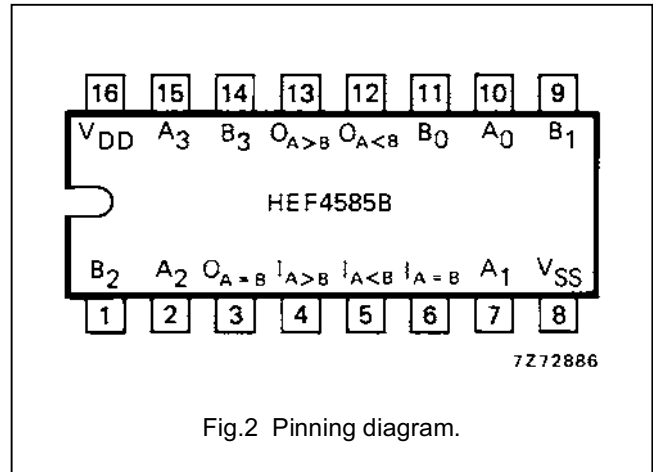 16 15 14 13 12 11 10 9
VDD A3 B3 OA>B OA<B B0 A0 B1
HEF4585B
B2 A2 OA=B IA>B IA<B IA=B A1 VSS
1 2 3 4 5 6 7 8
7Z72886
Fig.2 Pinning diagram.